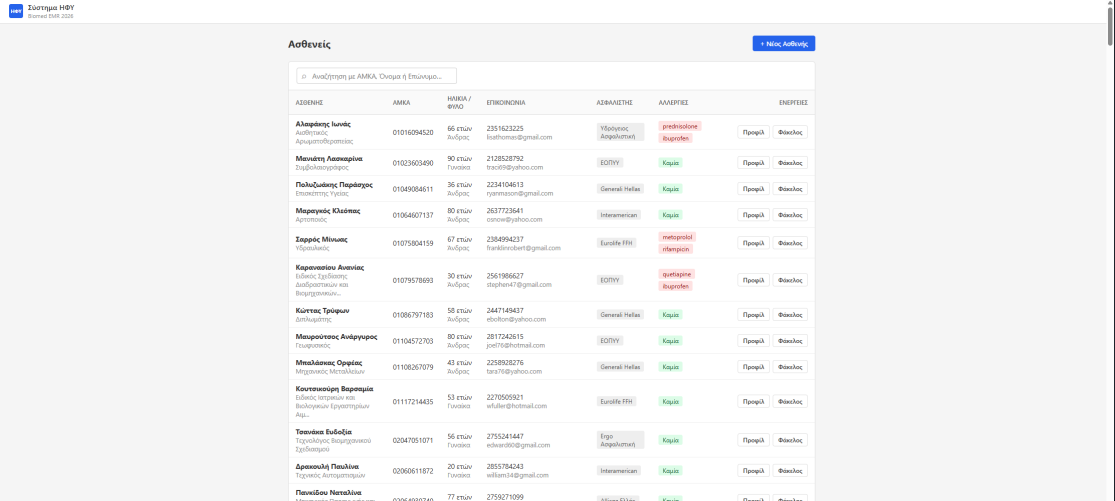 ΗΦΥ
Σύστημα ΗΦΥ
Biomed EMR 2026
Ασθενείς
+ Νέος Ασθενής
Αναζήτηση με ΑΜΚΑ, Όνομα ή Επώνυμο...
ΑΣΘΕΝΗΣ ΑΜΚΑ ΗΛΙΚΙΑ / ΦΥΛΟ ΕΠΙΚΟΙΝΩΝΙΑ ΑΣΦΑΛΙΣΤΗΣ ΑΛΛΕΡΓΙΕΣ ΕΝΕΡΓΕΙΕΣ
Αλαφάκης Ιωνάς
Αισθητικός
Αρωματοθεραπείας
01016094520
66 ετών
Άνδρας
2351623225
lisathomas@gmail.com
Υδρόγειος
Ασφαλιστική
prednisolone
ibuprofen
Προφίλ Φάκελος
Μανιάτη Λασκαρίνα
Συμβολαιογράφος
01023603490
90 ετών
Γυναίκα
2128528792
traci69@yahoo.com
ΕΟΠΥΥ
Καμία
Προφίλ Φάκελος
Πολυζωάκης Παράσχος
Επισκέπτης Υγείας
01049084611
36 ετών
Άνδρας
2234104613
ryanmason@gmail.com
Generali Hellas
Καμία
Προφίλ Φάκελος
Μαραγκός Κλεόπας
Αρτοποιός
01064607137
80 ετών
Άνδρας
2637723641
osnow@yahoo.com
Interamerican
Καμία
Προφίλ Φάκελος
Σαρρός Μίνωας
Υδραυλικός
01075804159
67 ετών
Άνδρας
2384994237
franklinrobert@gmail.com
Eurolife FFH
metoprolol
rifampicin
Προφίλ Φάκελος
Καρανασίου Ανανίας
Ειδικός Σχεδίασης
Διαδραστικών και
Βιομηχανικών...
01079578693
30 ετών
Άνδρας
2561986627
stephen47@gmail.com
ΕΟΠΥΥ
quetiapine
ibuprofen
Προφίλ Φάκελος
Κώττας Τρύφων
Διπλωμάτης
01086797183
58 ετών
Άνδρας
2447149437
ebolton@yahoo.com
Generali Hellas
Καμία
Προφίλ Φάκελος
Μαυρούτσος Ανάργυρος
Γεωφυσικός
01104572703
80 ετών
Άνδρας
2817242615
joel76@hotmail.com
ΕΟΠΥΥ
Καμία
Προφίλ Φάκελος
Μπαλάσκας Ορφέας
Μηχανικός Μεταλλείων
01108267079
43 ετών
Άνδρας
2258928276
tara76@yahoo.com
Generali Hellas
Καμία
Προφίλ Φάκελος
Κουτσικούρη Βαρσαμία
Ειδικός Ιατρικών και
Βιολογικών Εργαστηρίων
Αιμ...
01117214435
53 ετών
Γυναίκα
2270505921
wfuller@hotmail.com
Eurolife FFH
Καμία
Προφίλ Φάκελος
Τσανάκα Ευδοξία
Τεχνολόγος Βιομηχανικού
Σχεδιασμού
02047051071
56 ετών
Γυναίκα
2755241447
edward60@gmail.com
Ergo
Ασφαλιστική
Καμία
Προφίλ Φάκελος
Δρακουλή Παυλίνα
Τεχνικός Αυτοματισμών
02060611872
20 ετών
Γυναίκα
2855784243
william34@gmail.com
Interamerican
Καμία
Προφίλ Φάκελος
Πανκίδου Ναταλίνα
77 ετών
2759271099
Καμία
Προφίλ Φάκελος